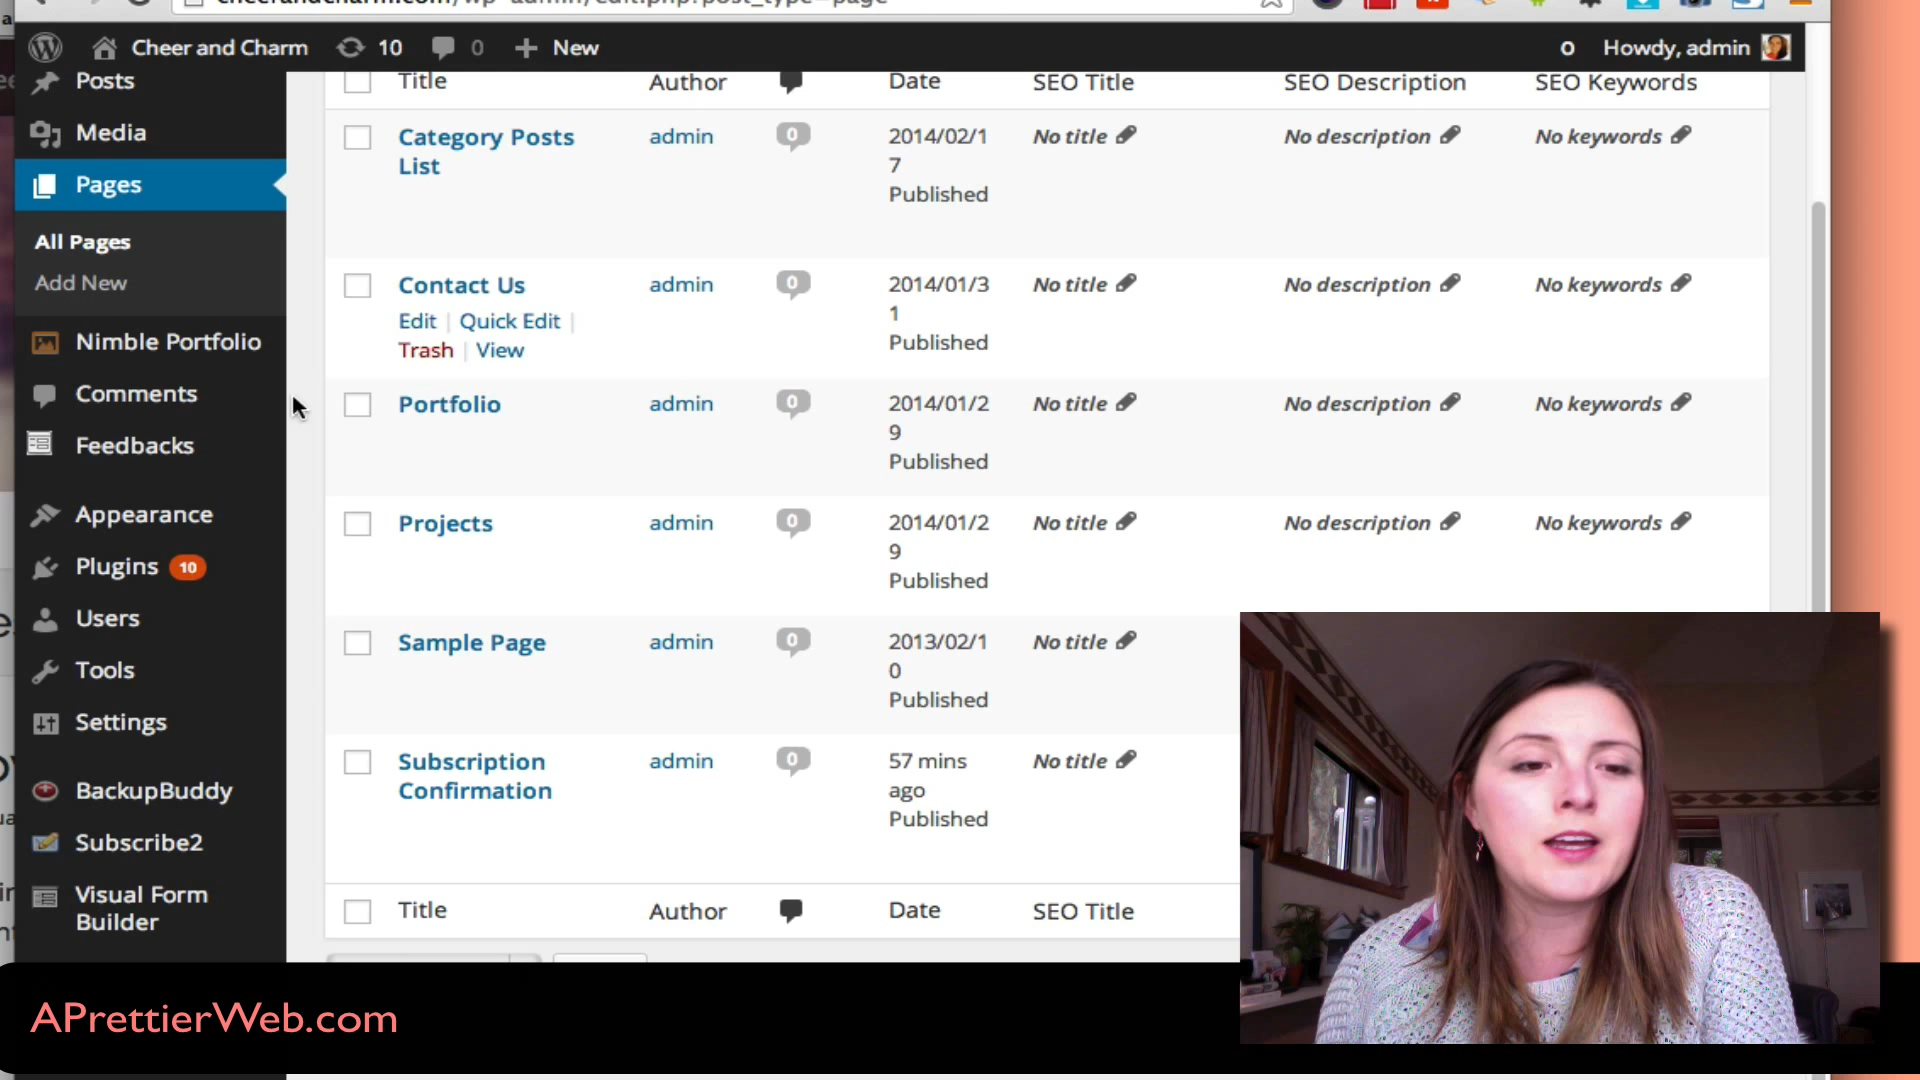 Cheer and Charm 10 0 New 0 Howdy, admin
Posts
Media
Pages
All Pages
Add New
Nimble Portfolio
Comments
Feedbacks
Appearance
Plugins 10
Users
Tools
Settings
BackupBuddy
Subscribe2
Visual Form
Builder
Title Author Date SEO Title SEO Description SEO Keywords
Category Posts
List
admin 0 2014/02/1
7
Published
No title No description No keywords
Contact Us
Edit | Quick Edit |
Trash | View
admin 0 2014/01/3
1
Published
No title No description No keywords
Portfolio admin 0 2014/01/2
9
Published
No title No description No keywords
Projects admin 0 2014/01/2
9
Published
No title No description No keywords
Sample Page admin 0 2013/02/1
0
Published
No title
Subscription
Confirmation
admin 0 57 mins
ago
Published
No title
Title Author Date SEO Title
APrettierWeb.com